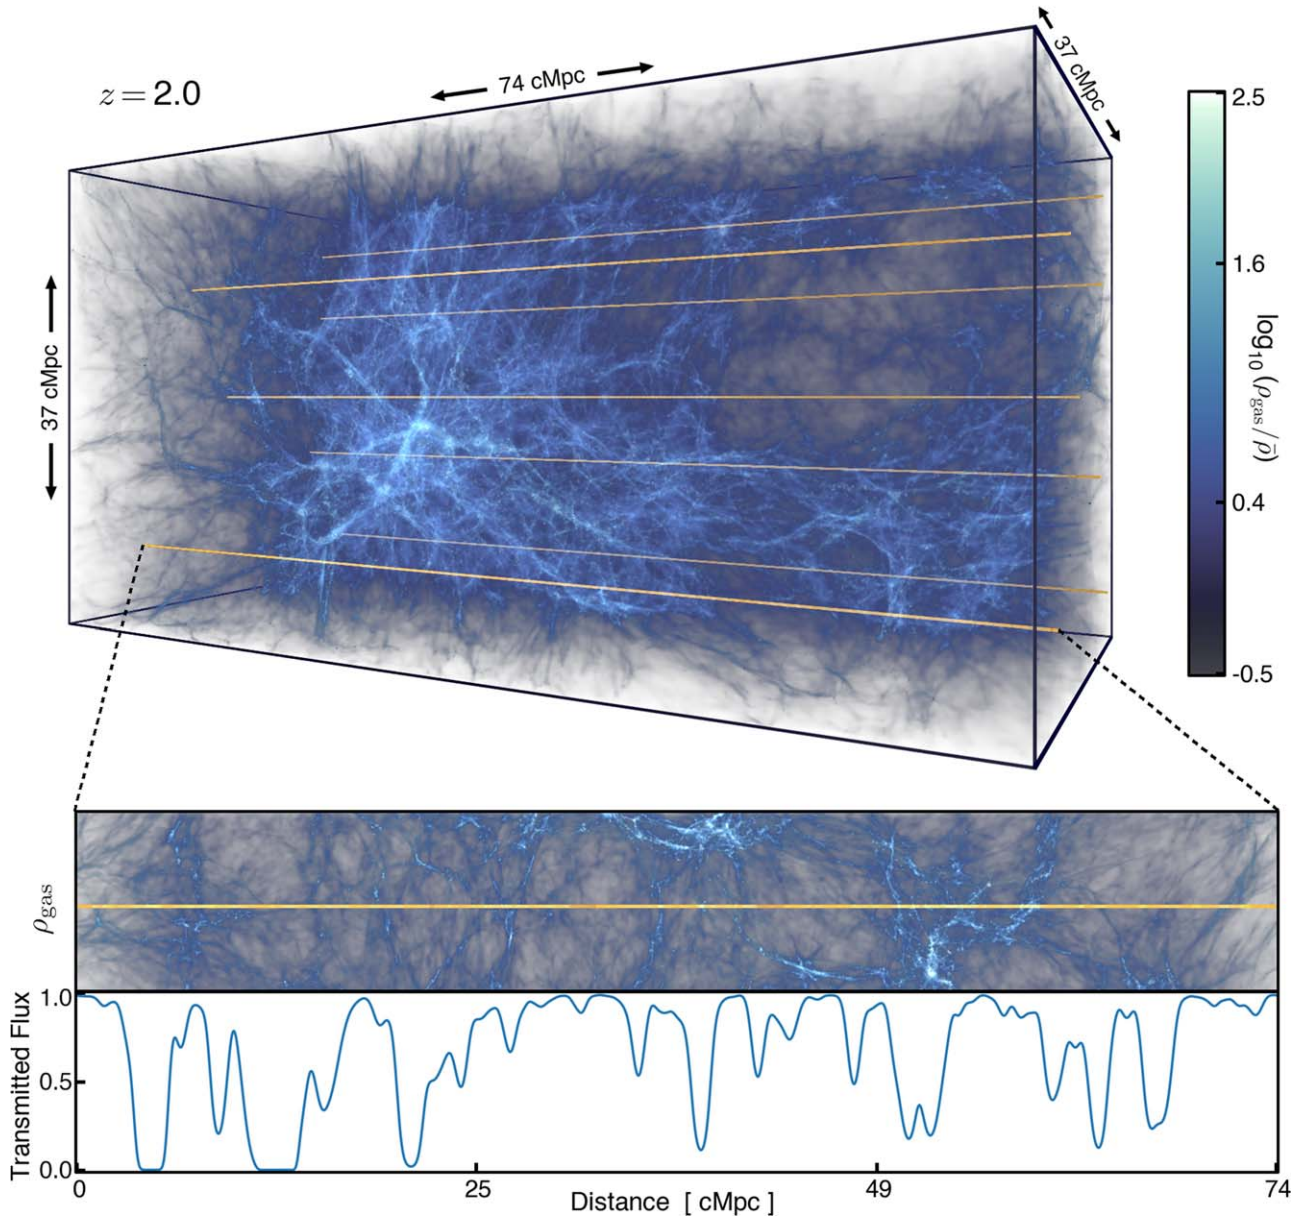 z = 2.0
74 cMpc
37 cMpc
37 cMpc
2.5
1.6
0.4
-0.5
log₁₀(ρgas/ρ̄)
ρgas
Transmitted Flux
1.0
0.5
0.0
0 25 49 74
Distance [ cMpc ]